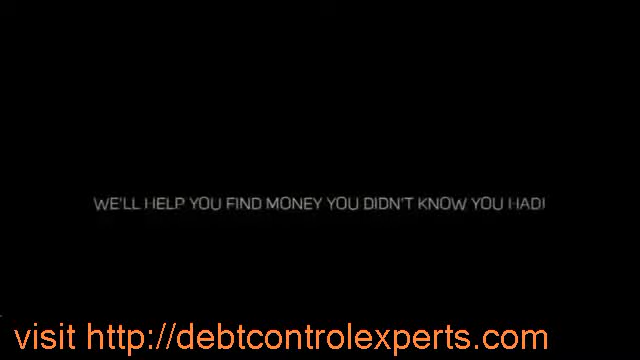 WE'LL HELP YOU FIND MONEY YOU DIDN'T KNOW YOU HAD!
visit http://debtcontrolexperts.com